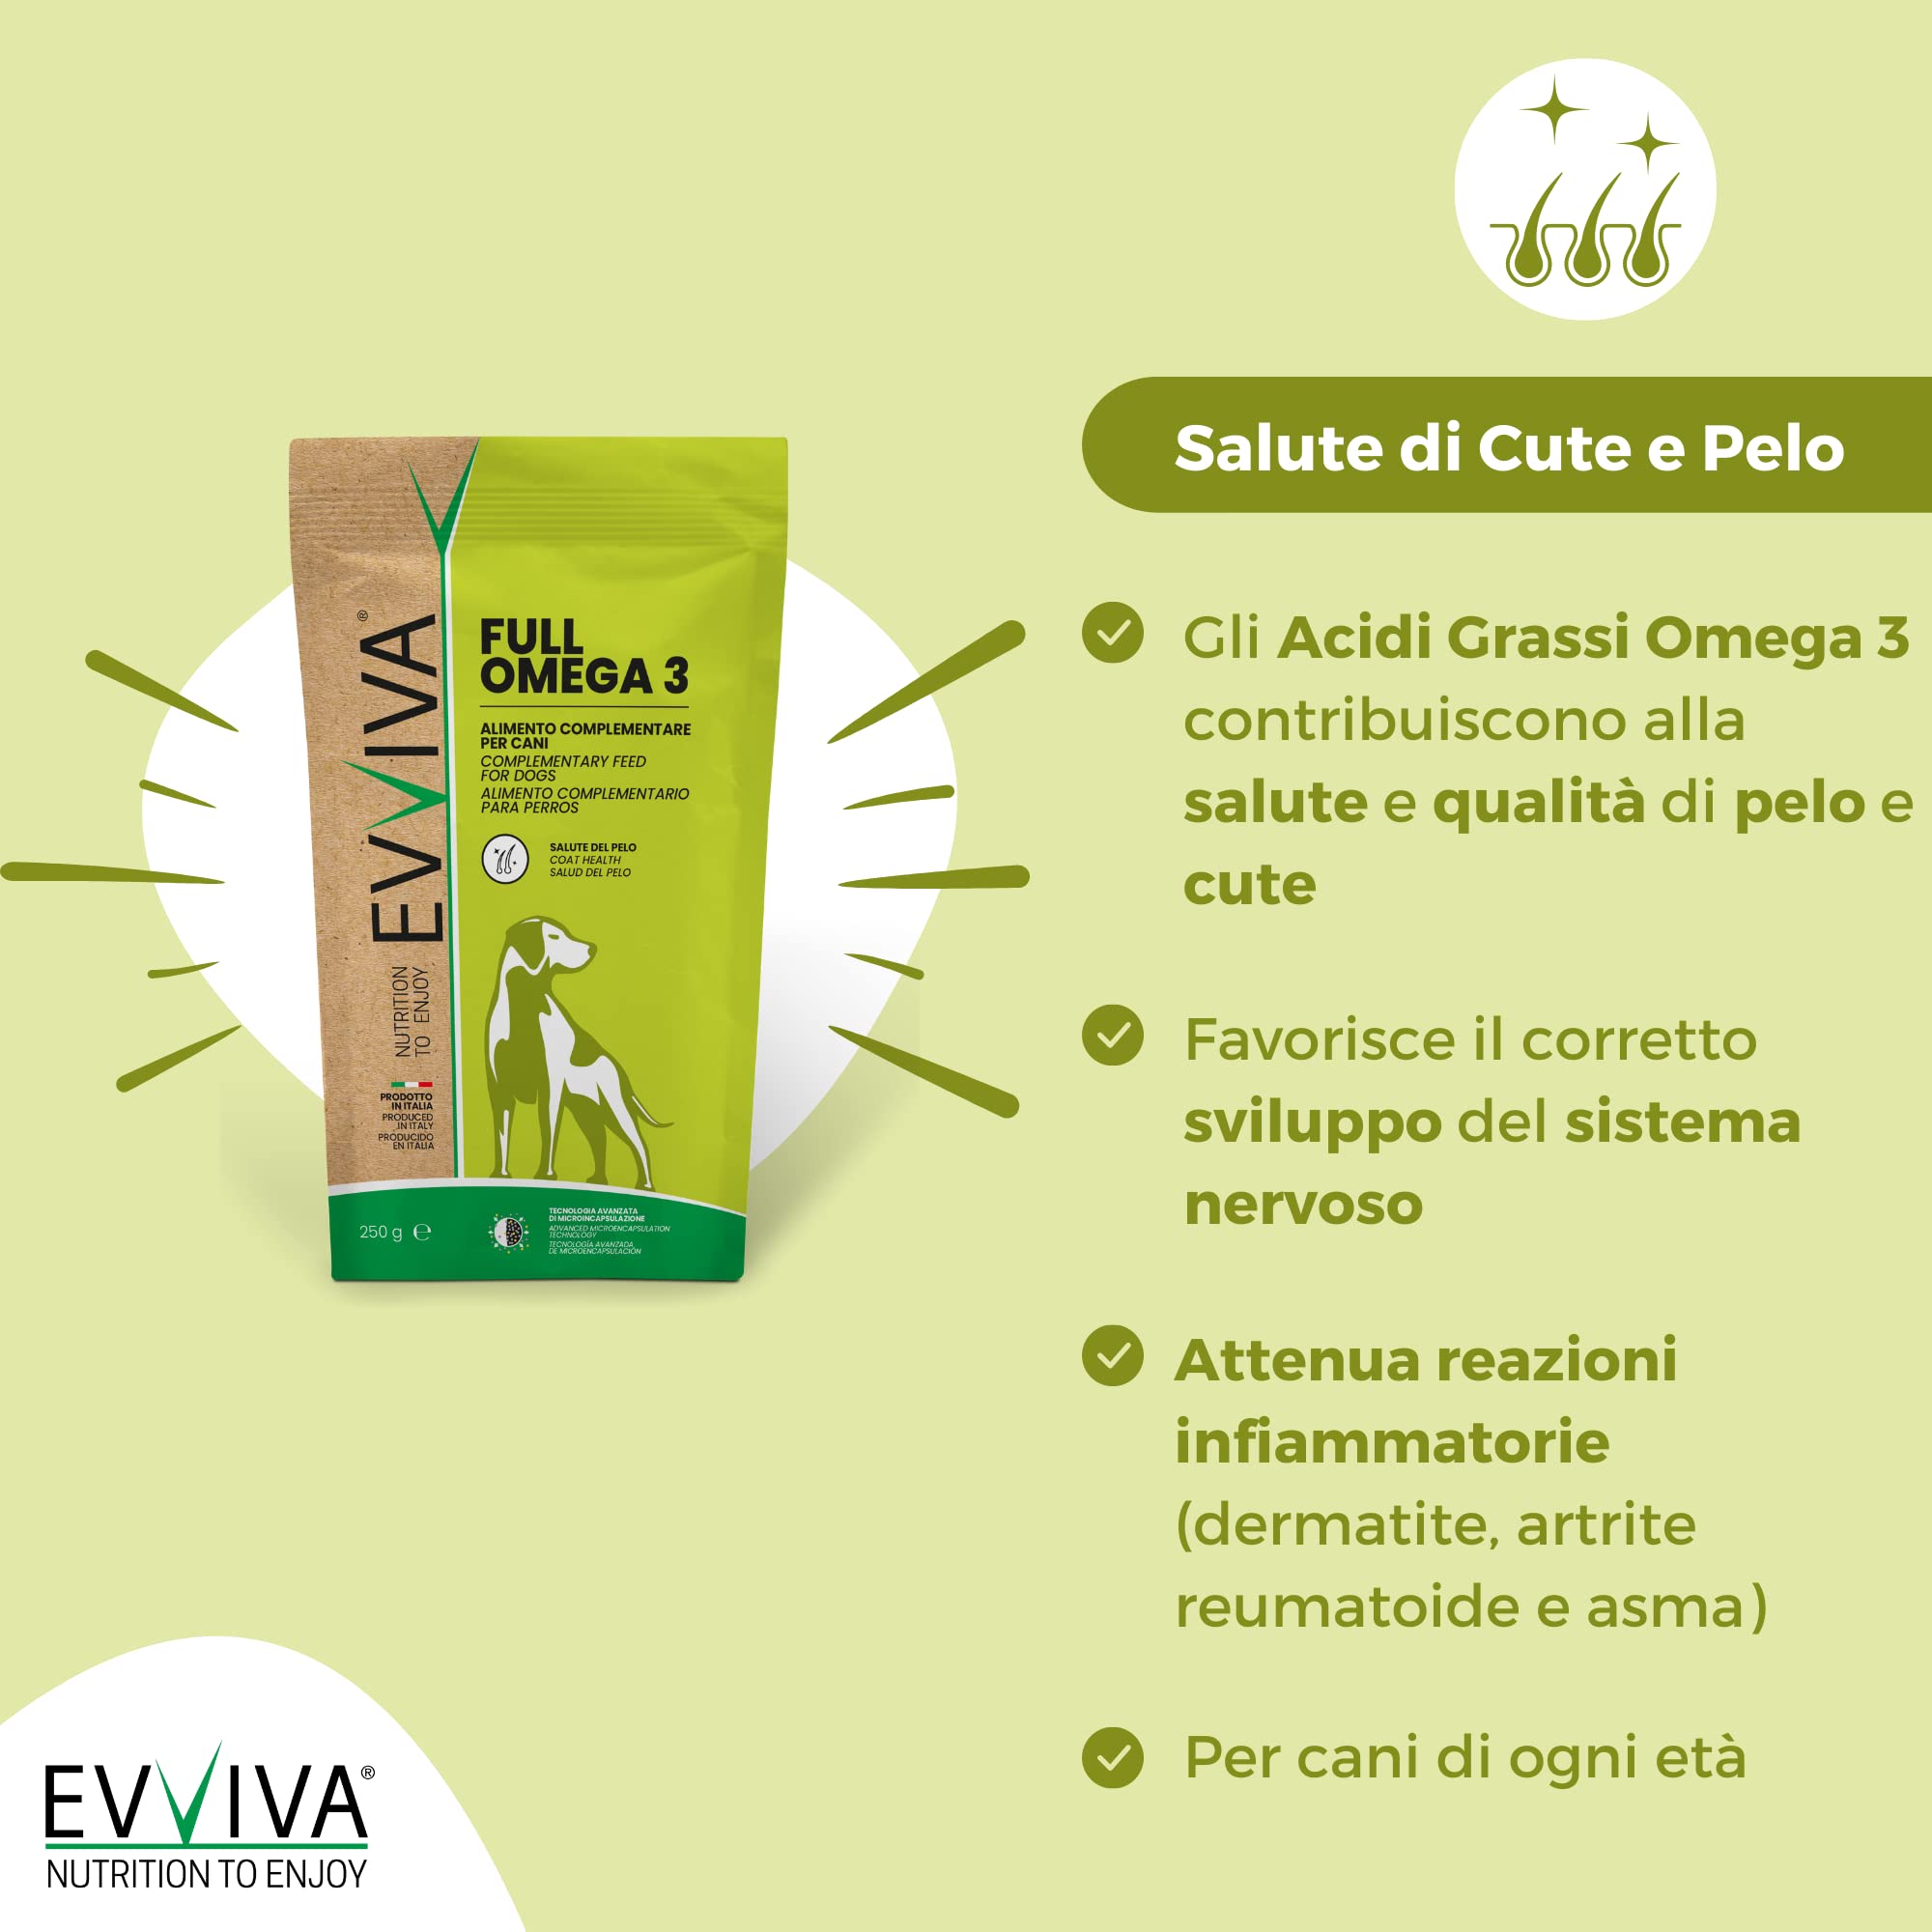 EVVIVA®
NUTRITION
TO ENJOY
PRODOTTO
IN ITALIA
PRODUCED
IN ITALY
PRODUCIDO
EN ITALIA
FULL
OMEGA 3
ALIMENTO COMPLEMENTARE
PER CANI
COMPLEMENTARY FEED
FOR DOGS
ALIMENTO COMPLEMENTARIO
PARA PERROS
SALUTE DEL PELO
COAT HEALTH
SALUD DEL PELO
250 g ℮
TECNOLOGIA AVANZATA
DI MICROINCAPSULAZIONE
ADVANCED MICROENCAPSULATION
TECHNOLOGY
TECNOLOGÍA AVANZADA
DE MICROENCAPSULACIÓN
Salute di Cute e Pelo
Gli Acidi Grassi Omega 3
contribuiscono alla
salute e qualità di pelo e
cute
Favorisce il corretto
sviluppo del sistema
nervoso
Attenua reazioni
infiammatorie
(dermatite, artrite
reumatoide e asma)
Per cani di ogni età
EVVIVA®
NUTRITION TO ENJOY